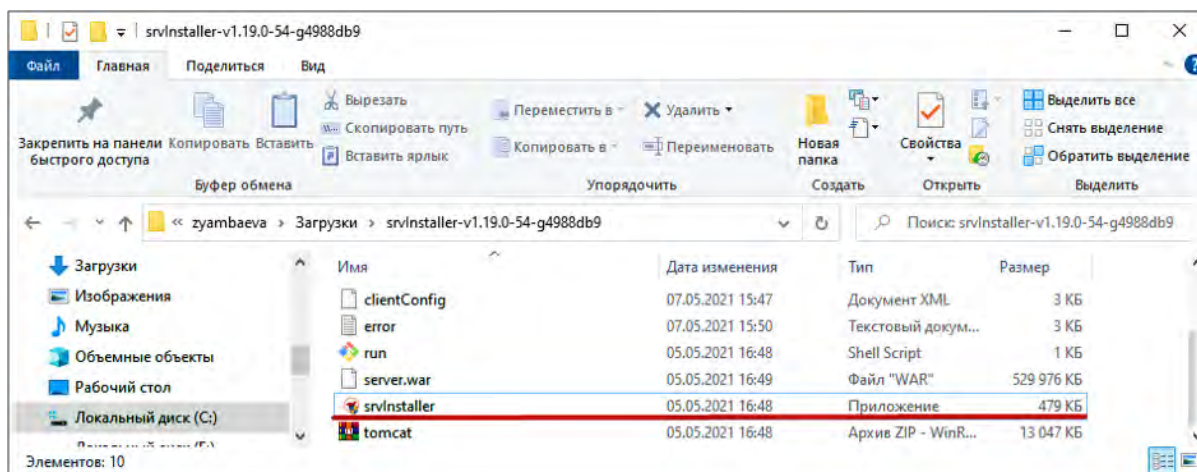 srvInstaller-v1.19.0-54-g4988db9
Файл Главная Поделиться Вид
Закрепить на панели быстрого доступа
Копировать
Вставить
Вырезать
Скопировать путь
Вставить ярлык
Буфер обмена
Переместить в
Копировать в
Удалить
Переименовать
Упорядочить
Новая папка
Создать
Свойства
Открыть
Выделить все
Снять выделение
Обратить выделение
Выделить
« zyambaeva > Загрузки > srvInstaller-v1.19.0-54-g4988db9
Поиск: srvInstaller-v1.19.0-54-g4988db9
Загрузки
Изображения
Музыка
Объемные объекты
Рабочий стол
Локальный диск (C:)
Имя Дата изменения Тип Размер
clientConfig 07.05.2021 15:47 Документ XML 3 КБ
error 07.05.2021 15:50 Текстовый докум... 3 КБ
run 05.05.2021 16:48 Shell Script 1 КБ
server.war 05.05.2021 16:49 Файл "WAR" 529 976 КБ
srvInstaller 05.05.2021 16:48 Приложение 479 КБ
tomcat 05.05.2021 16:48 Архив ZIP - WinR... 13 047 КБ
Элементов: 10